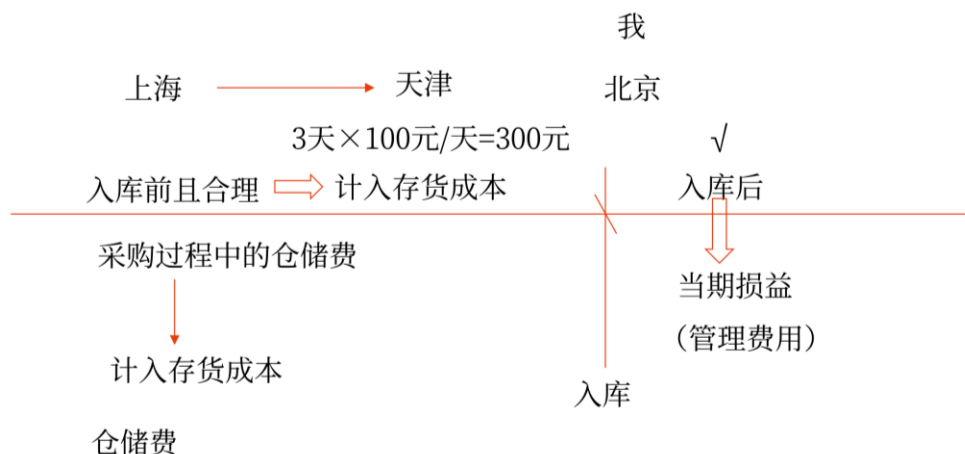 我
上海 天津 北京
3天×100元/天=300元 √
入库前且合理 计入存货成本 入库后
采购过程中的仓储费
当期损益
（管理费用）
计入存货成本
入库
仓储费